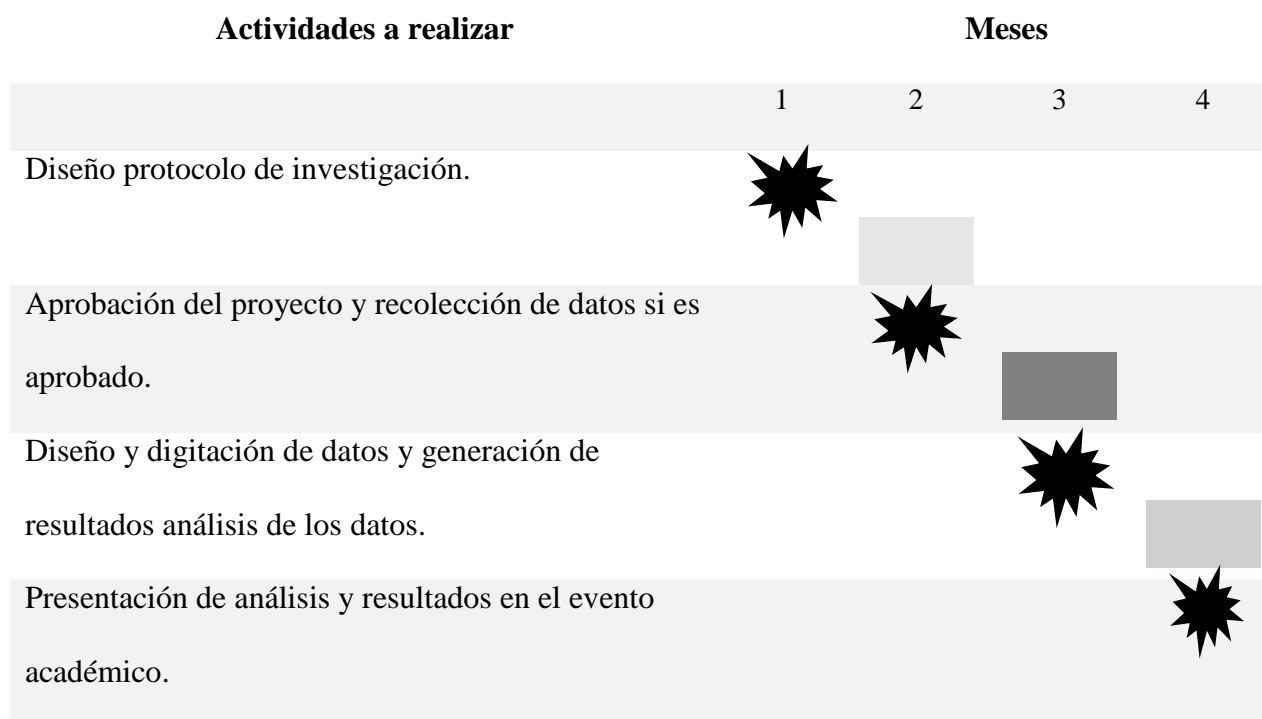 Actividades a realizar Meses
1 2 3 4
Diseño protocolo de investigación.
Aprobación del proyecto y recolección de datos si es
aprobado.
Diseño y digitación de datos y generación de
resultados análisis de los datos.
Presentación de análisis y resultados en el evento
académico.